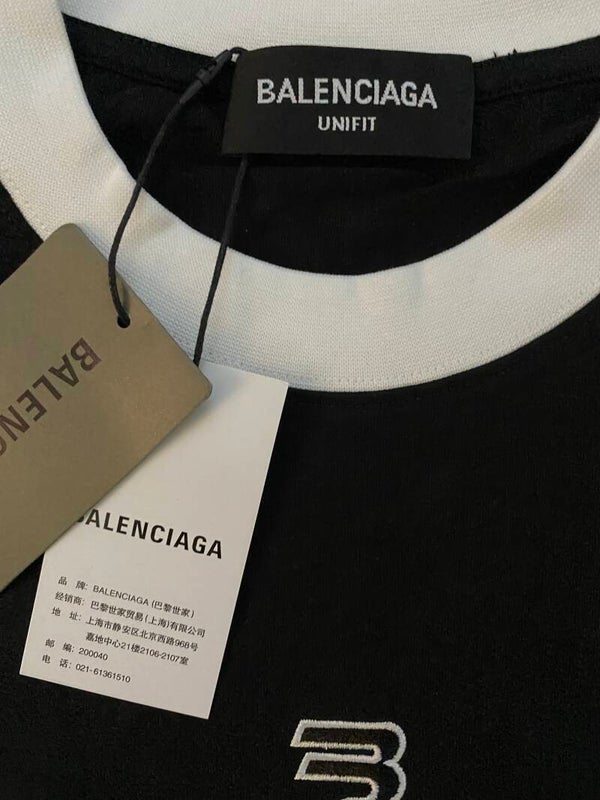 BALENCIAGA
UNIFIT
BALENC
BALENCIAGA
品 牌: BALENCIAGA (巴黎世家)
经销商: 巴黎世家贸易(上海)有限公司
地 址: 上海市静安区北京西路968号
嘉地中心21楼2106-2107室
邮 编: 200040
电 话: 021-61361510
B